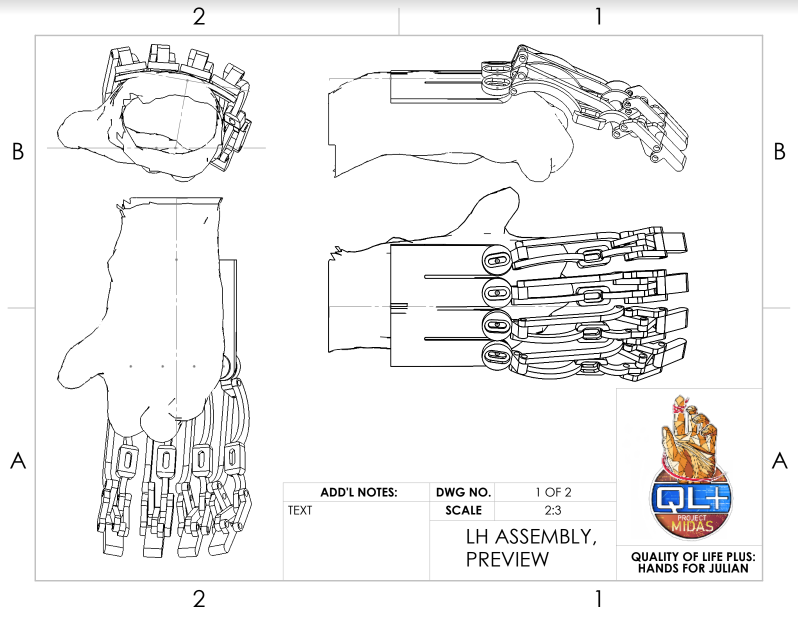 2 1
B B
A A
ADD'L NOTES:
TEXT
DWG NO. 1 OF 2
SCALE 2:3
LH ASSEMBLY,
PREVIEW
QL+
PROJECT
MIDAS
QUALITY OF LIFE PLUS:
HANDS FOR JULIAN
2 1